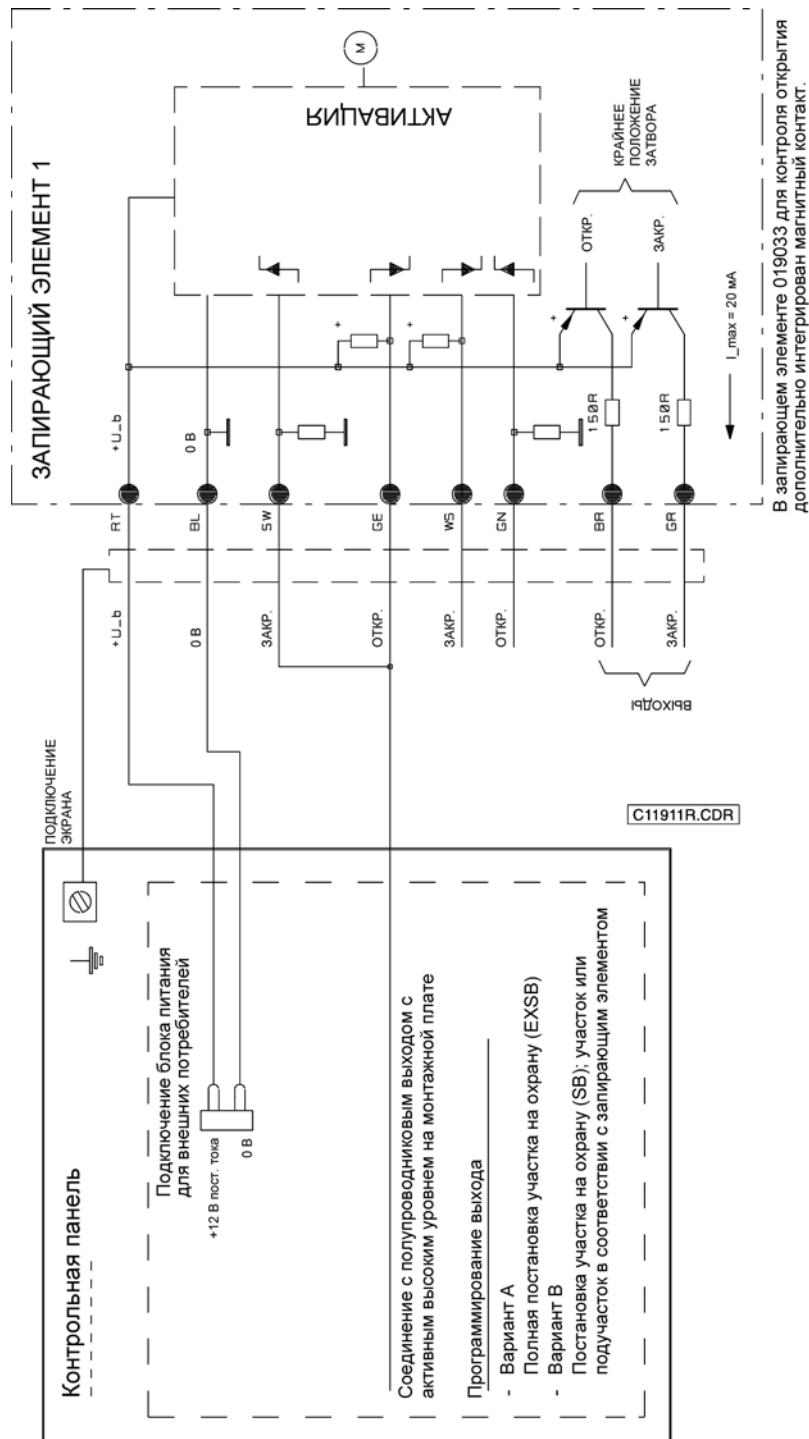 ЗАПИРАЮЩИЙ ЭЛЕМЕНТ 1
АКТИВАЦИЯ
M
+U_b
0 В
КРАЙНЕЕ
ПОЛОЖЕНИЕ
ЗАТВОРА
ОТКР.
ЗАКР.
+
+
+
+
150R
150R
I_max = 20 мА
RT
BL
SW
GE
WS
GN
BR
GR
В запирающем элементе 019033 для контроля открытия
дополнительно интегрирован магнитный контакт.
+U_b
0 В
ЗАКР.
ОТКР.
ЗАКР.
ОТКР.
ОТКР.
ЗАКР.
ВЫХОДЫ
ПОДКЛЮЧЕНИЕ
ЭКРАНА
C11911R.CDR
Контрольная панель
Подключение блока питания
для внешних потребителей
+12 В пост. тока
0 В
Соединение с полупроводниковым выходом с
активным высоким уровнем на монтажной плате
Программирование выхода
- Вариант А
Полная постановка участка на охрану (EXSB)
- Вариант В
Постановка участка на охрану (SB); участок или
подучасток в соответствии с запирающим элементом